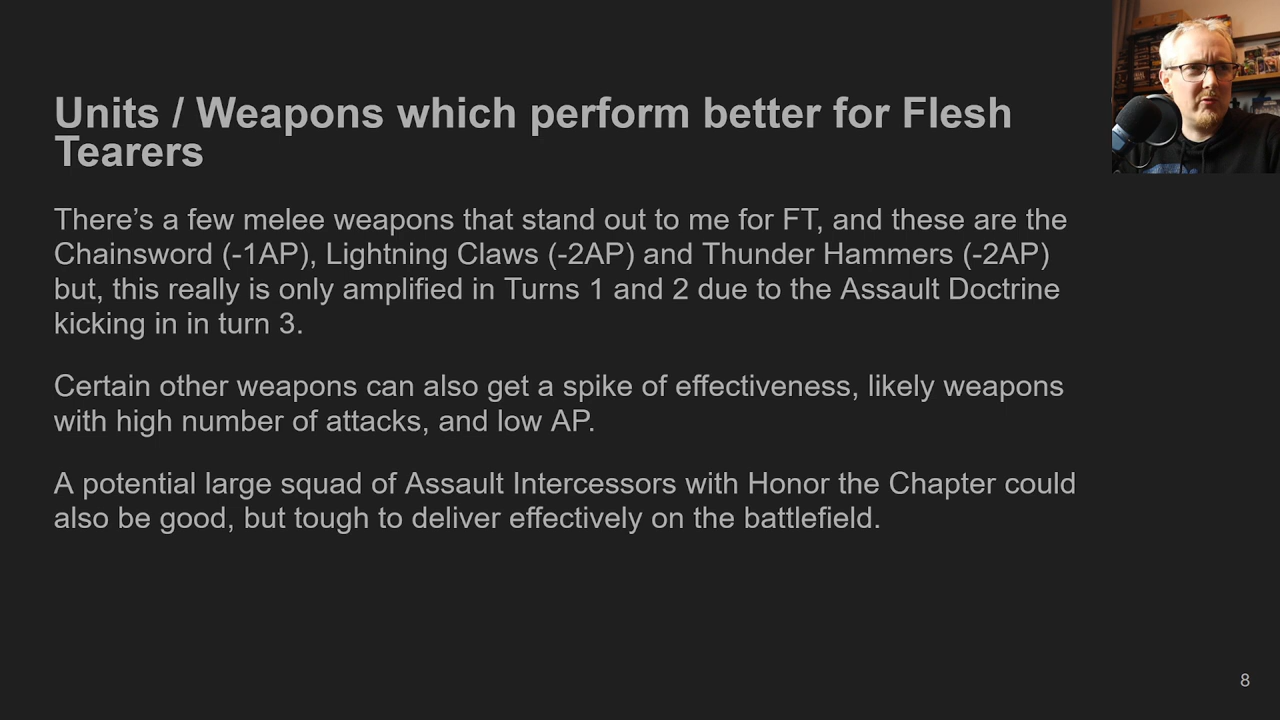 Units / Weapons which perform better for Flesh
Tearers
There’s a few melee weapons that stand out to me for FT, and these are the
Chainsword (-1AP), Lightning Claws (-2AP) and Thunder Hammers (-2AP)
but, this really is only amplified in Turns 1 and 2 due to the Assault Doctrine
kicking in in turn 3.
Certain other weapons can also get a spike of effectiveness, likely weapons
with high number of attacks, and low AP.
A potential large squad of Assault Intercessors with Honor the Chapter could
also be good, but tough to deliver effectively on the battlefield.
8